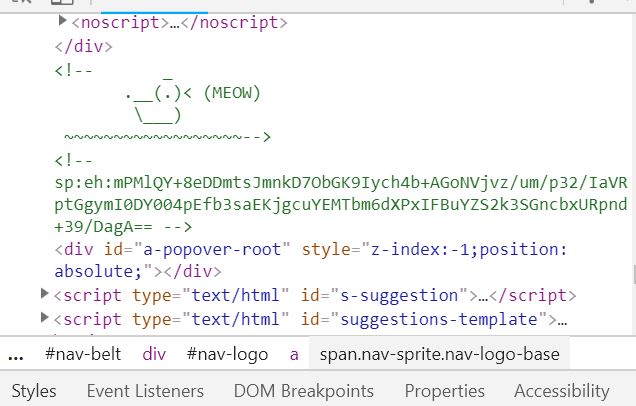 <noscript>…</noscript>
</div>
<!--       _
       .__(.)< (MEOW)
        \___)
 ~~~~~~~~~~~~~~~~~~-->
<!--
sp:eh:mPMlQY+8eDDmtsJmnkD7ObGK9Iych4b+AGoNVjvz/um/p32/IaVR
ptGgymI0DY004pEfb3saEKjgcuYEMTbm6dXPxIFBuYZS2k3SGncbxURpnd
+39/DagA== -->
<div id="a-popover-root" style="z-index:-1;position:
absolute;"></div>
<script type="text/html" id="s-suggestion">…</script>
<script type="text/html" id="suggestions-template">…
... #nav-belt div #nav-logo a span.nav-sprite.nav-logo-base
Styles Event Listeners DOM Breakpoints Properties Accessibility